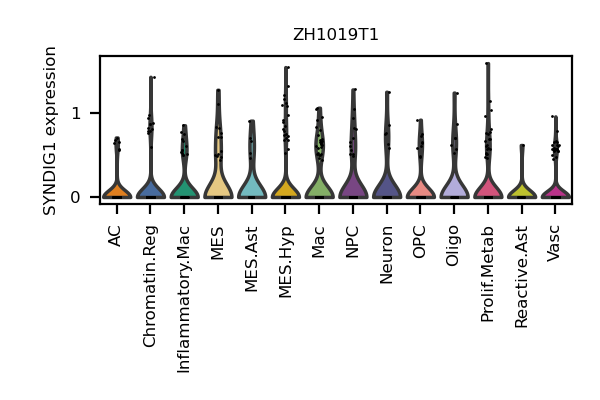 ZH1019T1
SYNDIG1 expression
1
0
AC
Chromatin.Reg
Inflammatory.Mac
MES
MES.Ast
MES.Hyp
Mac
NPC
Neuron
OPC
Oligo
Prolif.Metab
Reactive.Ast
Vasc